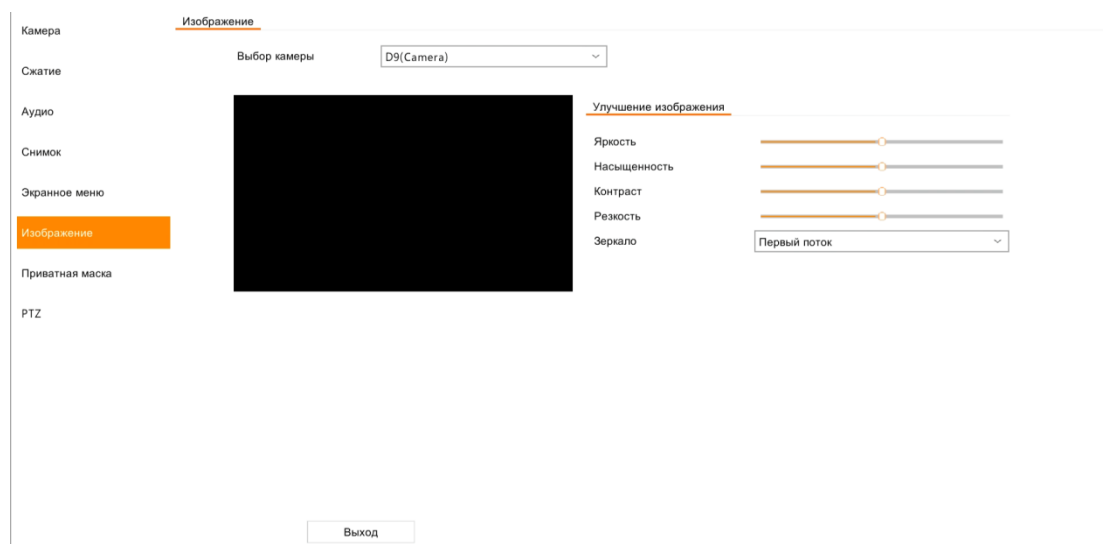 Камера
Сжатие
Аудио
Снимок
Экранное меню
Изображение
Приватная маска
PTZ
Изображение
Выбор камеры D9(Camera)
Улучшение изображения
Яркость
Насыщенность
Контраст
Резкость
Зеркало Первый поток
Выход